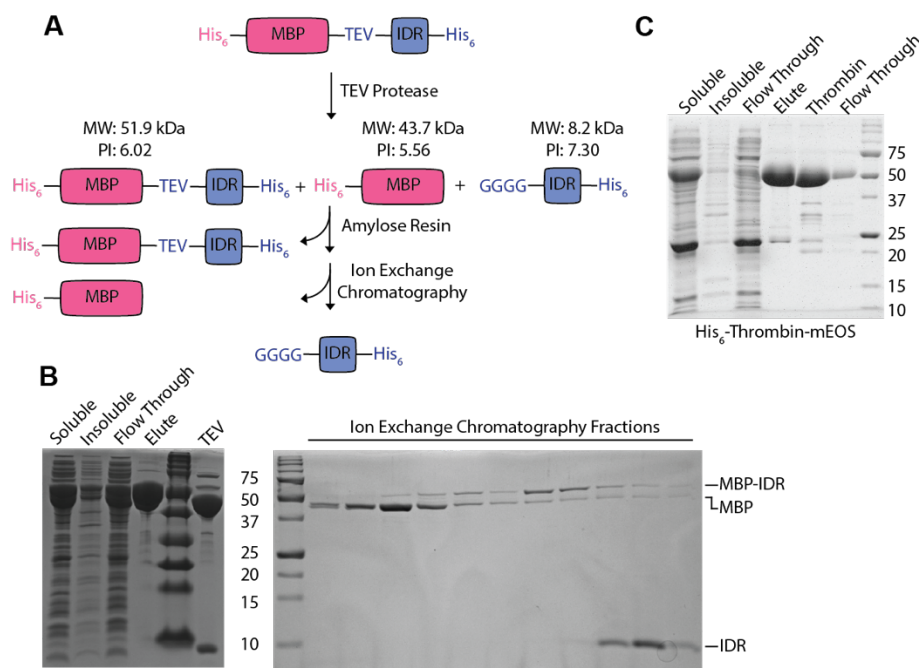 A
His6 MBP TEV IDR His6
TEV Protease
MW: 51.9 kDa
PI: 6.02
MW: 43.7 kDa
PI: 5.56
MW: 8.2 kDa
PI: 7.30
His6 MBP TEV IDR His6 + His6 MBP + GGGG IDR His6
Amylose Resin
His6 MBP TEV IDR His6
Ion Exchange
Chromatography
His6 MBP
GGGG IDR His6
B
Soluble
Insoluble
Flow Through
Elute
TEV
75
50
37
25
20
15
10
Ion Exchange Chromatography Fractions
MBP-IDR
MBP
IDR
C
Soluble
Insoluble
Flow Through
Elute
Thrombin
Flow Through
75
50
37
25
20
15
10
His6-Thrombin-mEOS